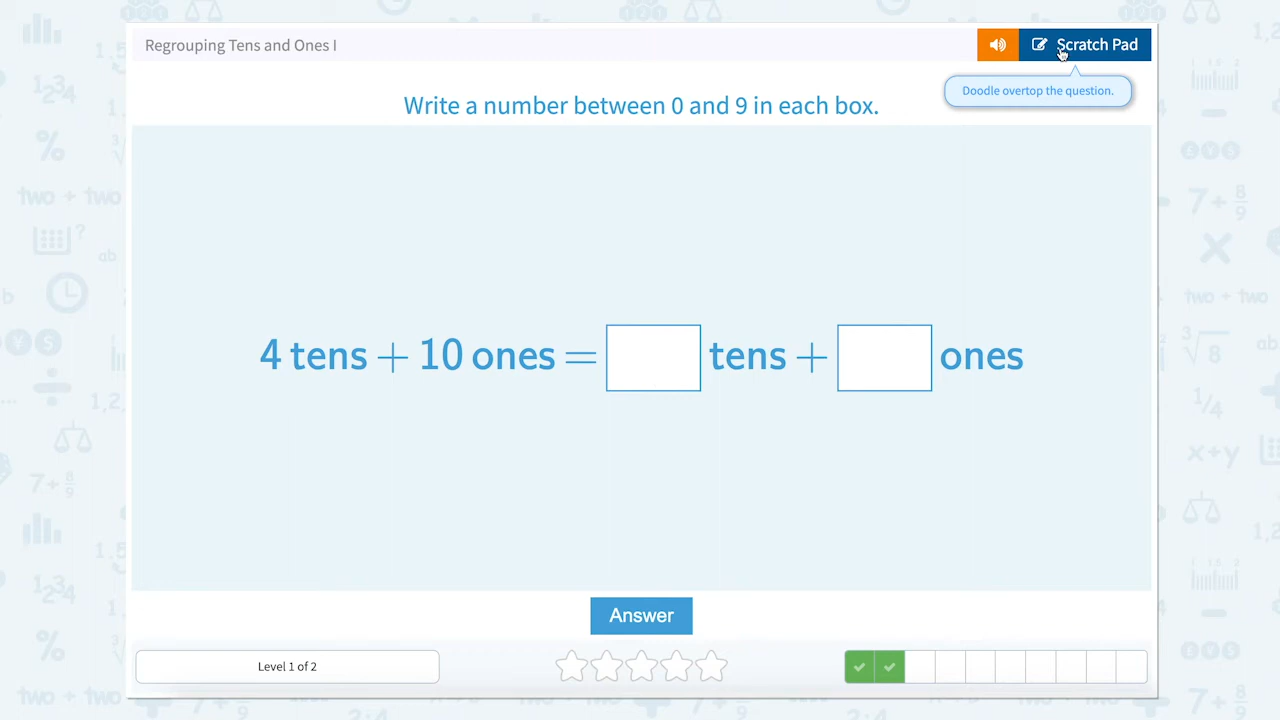 Regrouping Tens and Ones I
Scratch Pad
Doodle overtop the question.
Write a number between 0 and 9 in each box.
4 tens + 10 ones = tens + ones
Answer
Level 1 of 2